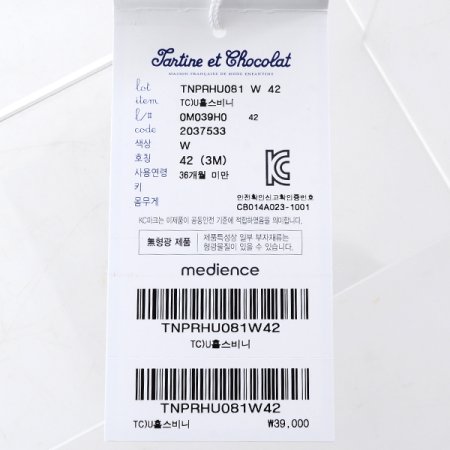 Tartine et Chocolat
MAISON FRANÇAISE DE MODE ENFANTINE
lot TNPRHU081 W 42
item TC)U홀스비니
l/# 0M039H0 42
code 2037533
색상 W
호칭 42 (3M)
사용연령 36개월 미만
키
몸무게
안전확인신고확인증번호
CB014A023-1001
KC마크는 이제품이 공통안전 기준에 적합하였음을 의미합니다.
無형광 제품 제품특성상 일부 부자재류는
형광물질이 있을 수 있습니다.
medience
TNPRHU081W42
TC)U홀스비니
TNPRHU081W42
TC)U홀스비니 ₩39,000